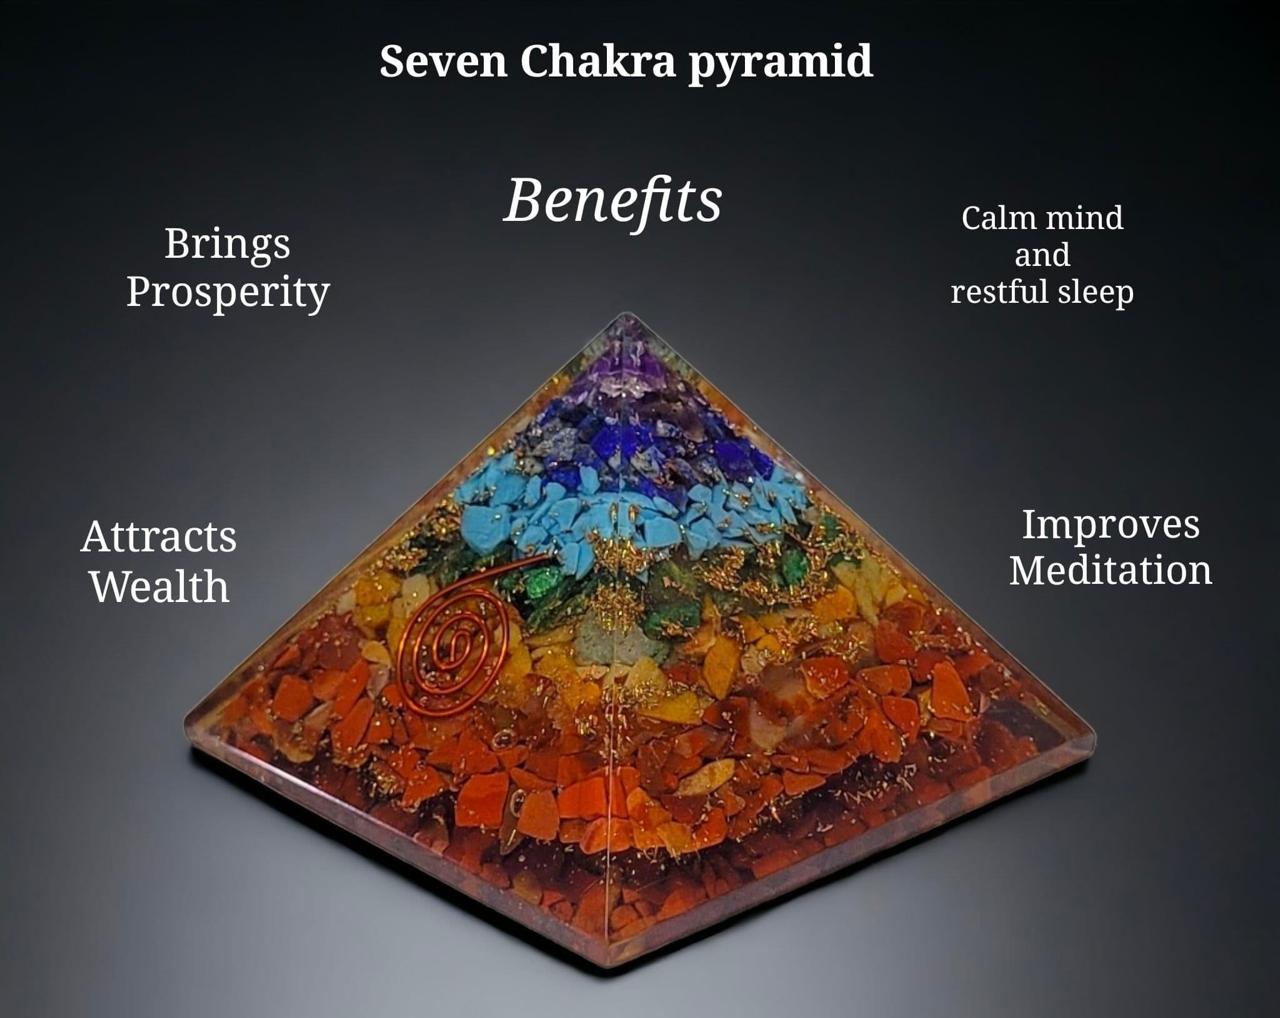 Seven Chakra pyramid
Benefits
Brings
Prosperity
Calm mind
and
restful sleep
Attracts
Wealth
Improves
Meditation